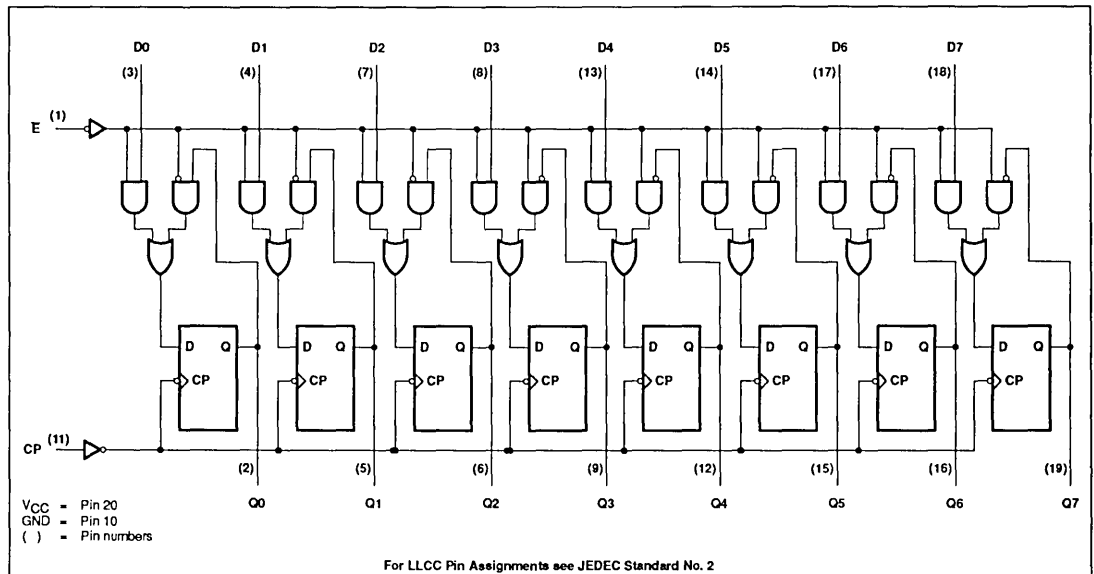 D0 D1 D2 D3 D4 D5 D6 D7
(3) (4) (7) (8) (13) (14) (17) (18)
E̅ (1)
D Q D Q D Q D Q D Q D Q D Q D Q
CP CP CP CP CP CP CP CP
CP (11)
(2) (5) (6) (9) (12) (15) (16) (19)
Q0 Q1 Q2 Q3 Q4 Q5 Q6 Q7
VCC = Pin 20
GND = Pin 10
( ) = Pin numbers
For LLCC Pin Assignments see JEDEC Standard No. 2